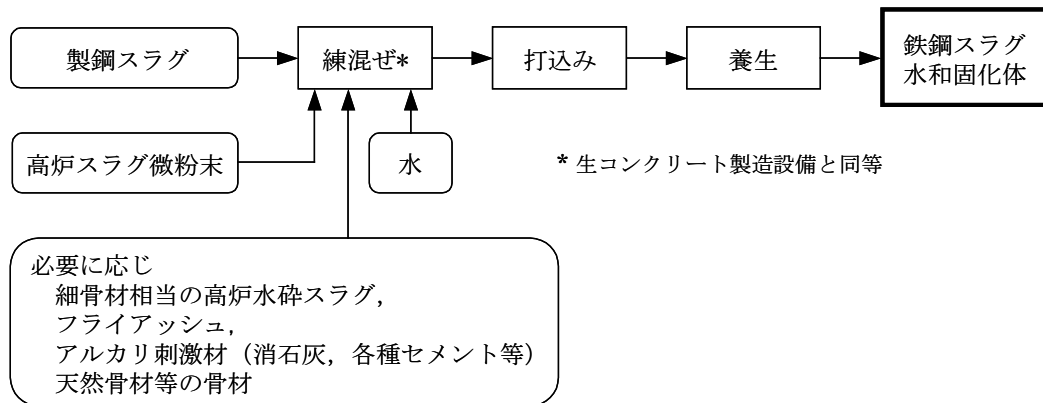 製鋼スラグ
練混ぜ*
打込み
養生
鉄鋼スラグ
水和固化体
高炉スラグ微粉末
水
* 生コンクリート製造設備と同等
必要に応じ
細骨材相当の高炉水砕スラグ,
フライアッシュ,
アルカリ刺激材（消石灰，各種セメント等）
天然骨材等の骨材